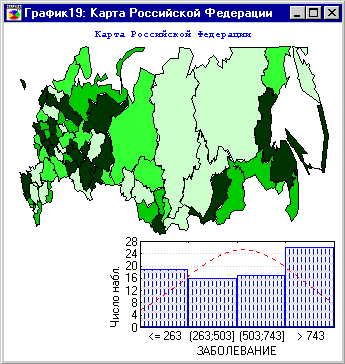 График19: Карта Российской Федерации
Карта Российской Федерации
28
24
20
16
12
8
4
0
Число набл.
<= 263 (263;503] (503;743] > 743
ЗАБОЛЕВАНИЕ